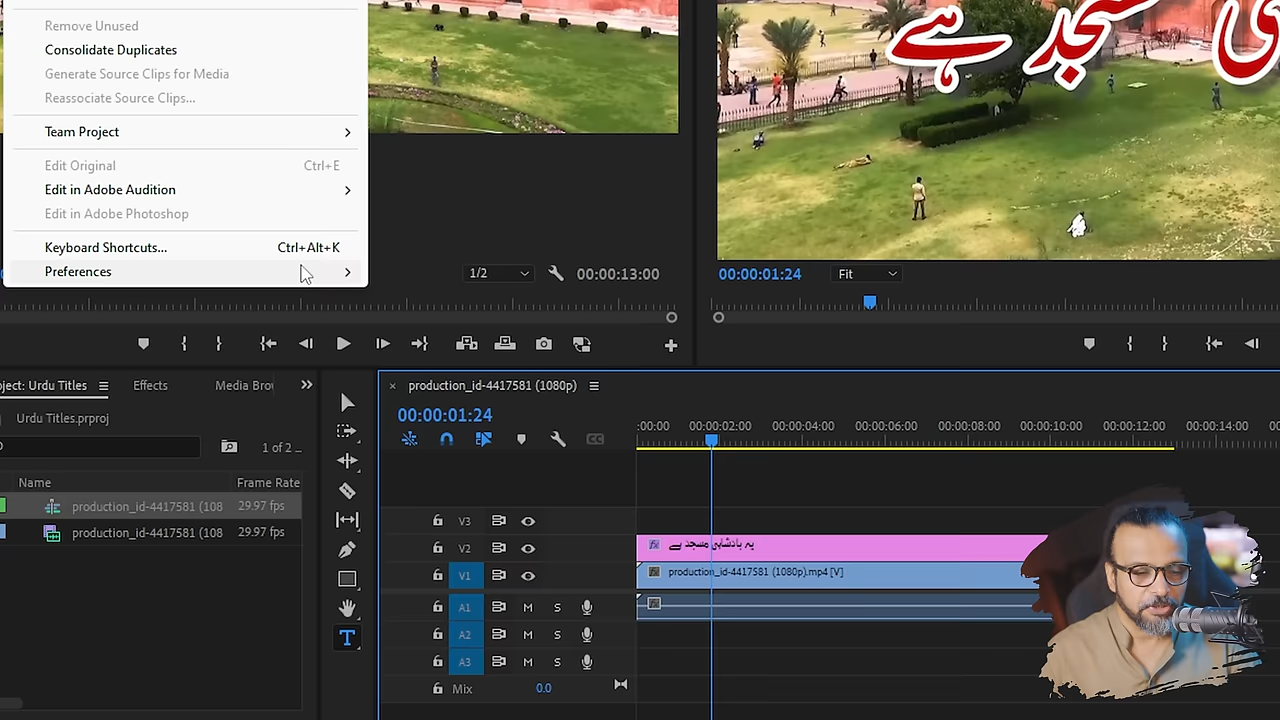 Remove Unused
Consolidate Duplicates
Generate Source Clips for Media
Reassociate Source Clips...
Team Project
Edit Original Ctrl+E
Edit in Adobe Audition
Edit in Adobe Photoshop
Keyboard Shortcuts... Ctrl+Alt+K
Preferences
مسجد ہے
1/2 00:00:13:00
00:00:01:24 Fit
ject: Urdu Titles Effects Media Bro
Urdu Titles.prproj
1 of 2 ...
Name Frame Rate
production_id-4417581 (108 29.97 fps
production_id-4417581 (108 29.97 fps
× production_id-4417581 (1080p)
00:00:01:24
:00:00 00:00:02:00 00:00:04:00 00:00:06:00 00:00:08:00 00:00:10:00 00:00:12:00 00:00:14:00 00
CC
T
V3
V2 fx یہ بادشاہی مسجد ہے
V1 fx production_id-4417581 (1080p).mp4 [V]
A1 M S
A2 M S
A3 M S
Mix 0.0